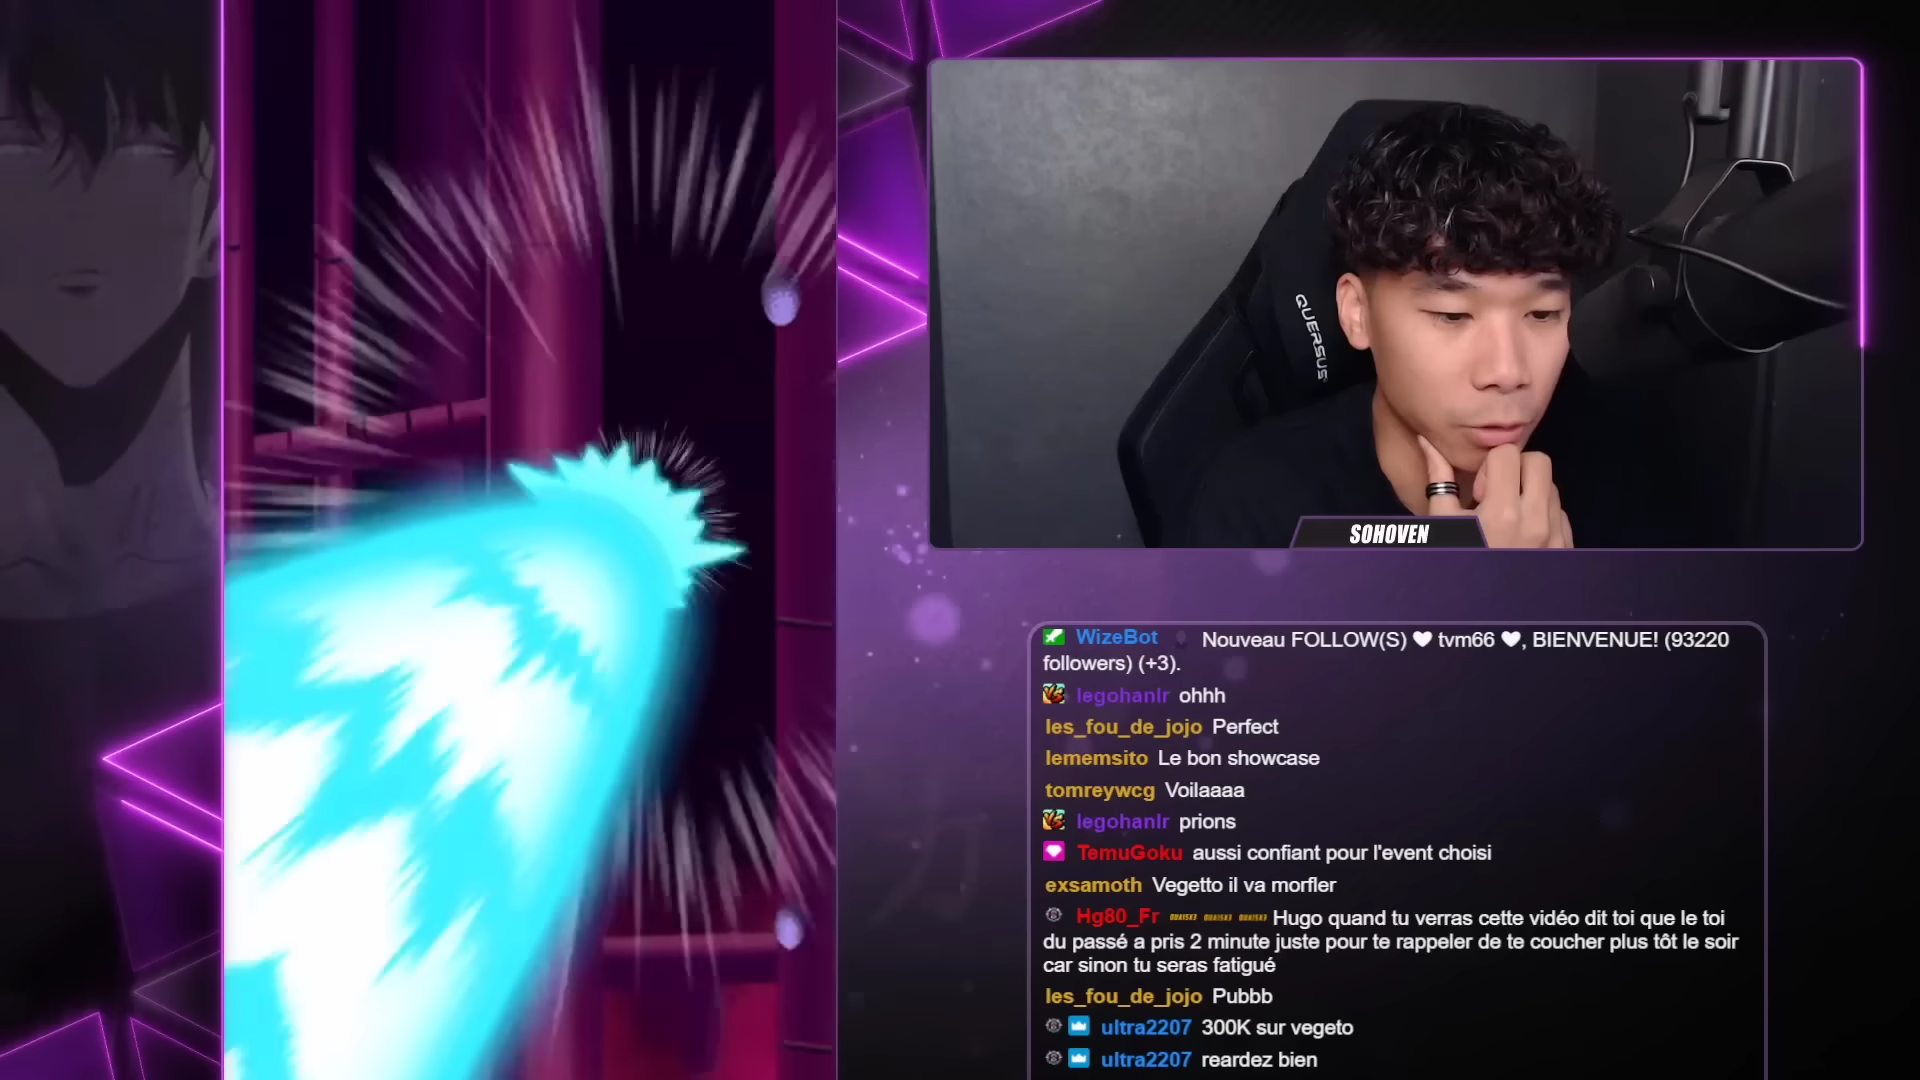 QUERSUS
SOHOVEN
WizeBot Nouveau FOLLOW(S) ♥ tvm66 ♥, BIENVENUE! (93220
followers) (+3).
legohanlr ohhh
les_fou_de_jojo Perfect
lememsito Le bon showcase
tomreywcg Voilaaaa
legohanlr prions
TemuGoku aussi confiant pour l'event choisi
exsamoth Vegetto il va morfler
Hg80_Fr Hugo quand tu verras cette vidéo dit toi que le toi
du passé a pris 2 minute juste pour te rappeler de te coucher plus tôt le soir
car sinon tu seras fatigué
les_fou_de_jojo Pubbb
ultra2207 300K sur vegeto
ultra2207 reardez bien